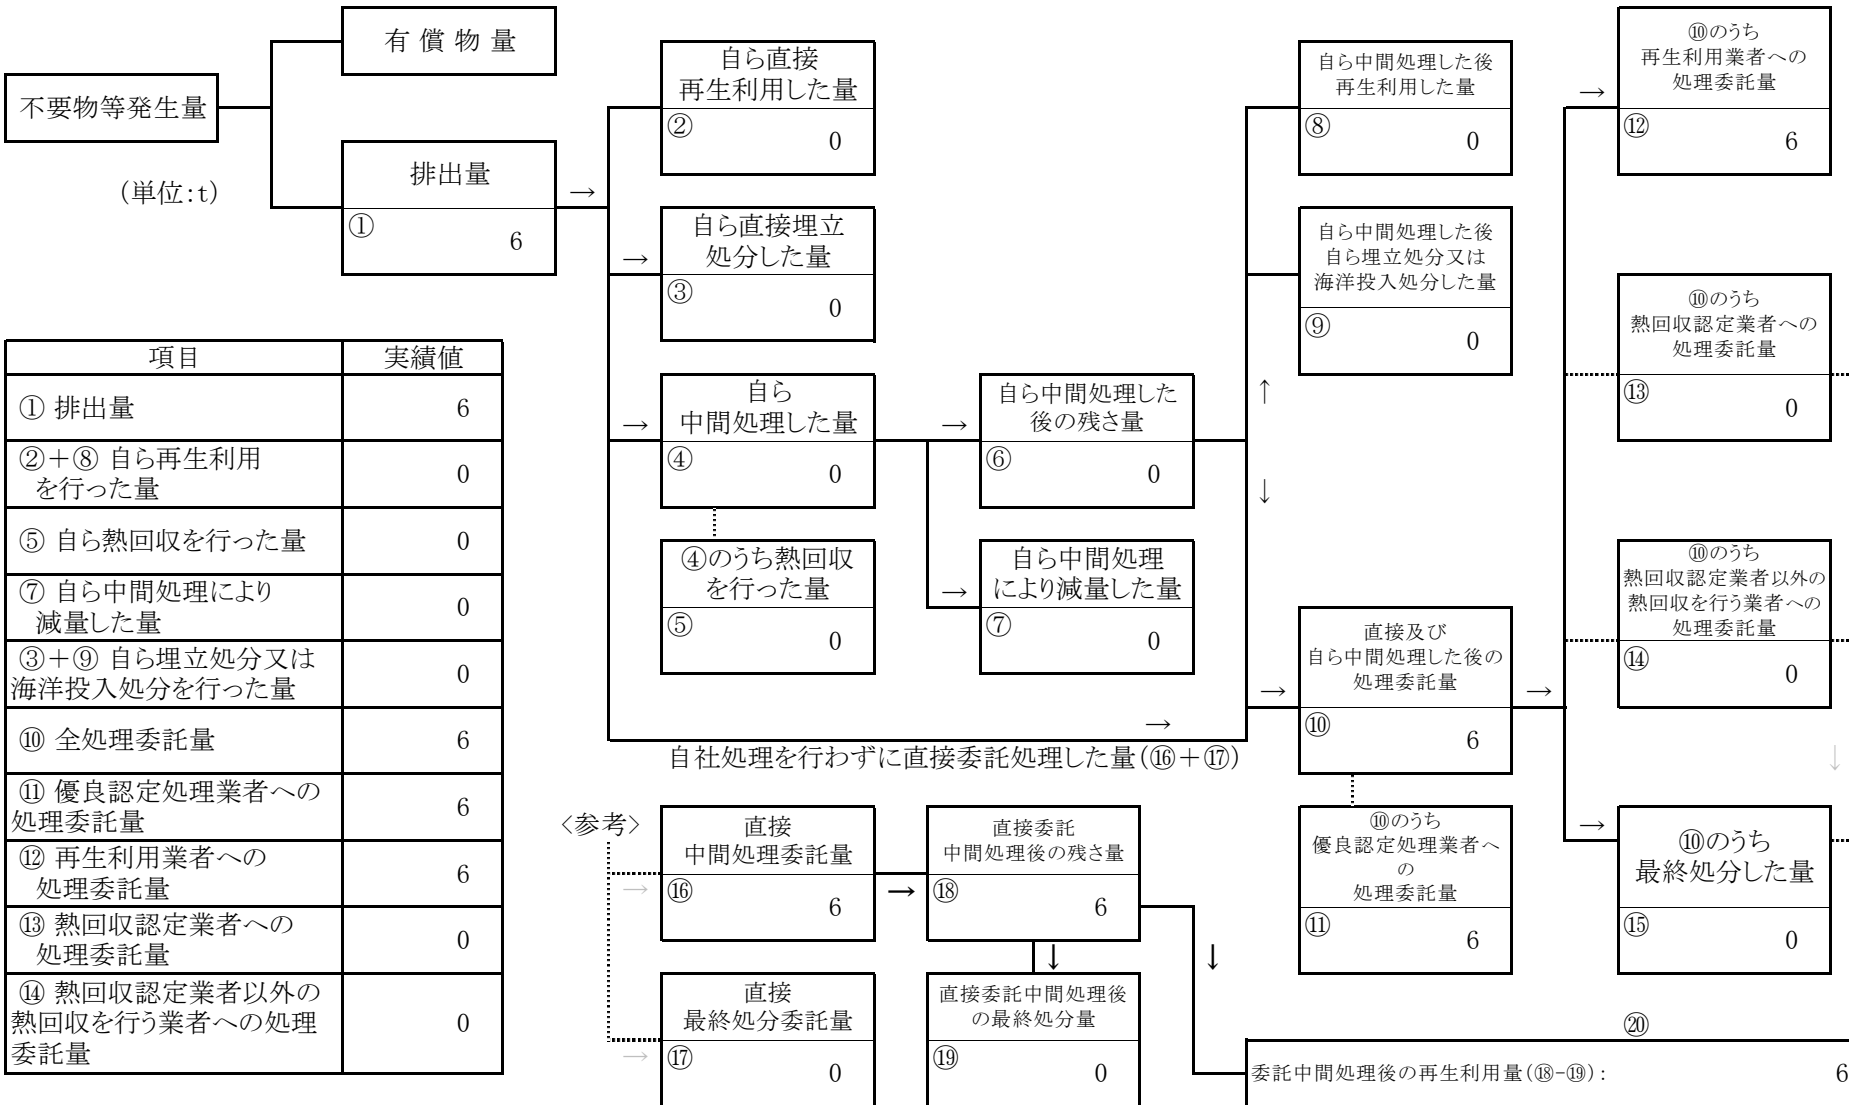 有 償 物 量
不要物等発生量
(単位:t)
排出量
→
①
6
自ら直接
再生利用した量
②
0
→
自ら直接埋立
処分した量
③
0
→
自ら
中間処理した量
④
0
④のうち熱回収
を行った量
⑤
0
→
自ら中間処理した
後の残さ量
⑥
0
→
自ら中間処理
により減量した量
⑦
0
↑
↓
自ら中間処理した後
再生利用した量
⑧
0
自ら中間処理した後
自ら埋立処分又は
海洋投入処分した量
⑨
0
→
自社処理を行わずに直接委託処理した量(⑯+⑰)
→
直接及び
自ら中間処理した後の
処理委託量
⑩
6
→
⑩のうち
優良認定処理業者へ
の
処理委託量
⑪
6
→
⑩のうち
再生利用業者への
処理委託量
⑫
6
⑩のうち
熱回収認定業者への
処理委託量
⑬
0
⑩のうち
熱回収認定業者以外の
熱回収を行う業者への
処理委託量
⑭
0
↓
→
⑩のうち
最終処分した量
⑮
0
項目 実績値
① 排出量 6
②+⑧ 自ら再生利用
を行った量 0
⑤ 自ら熱回収を行った量 0
⑦ 自ら中間処理により
減量した量 0
③+⑨ 自ら埋立処分又は
海洋投入処分を行った量 0
⑩ 全処理委託量 6
⑪ 優良認定処理業者への
処理委託量 6
⑫ 再生利用業者への
処理委託量 6
⑬ 熱回収認定業者への
処理委託量 0
⑭ 熱回収認定業者以外の
熱回収を行う業者への処理
委託量 0
〈参考〉
→
直接
中間処理委託量
⑯
6
→
直接
最終処分委託量
⑰
0
→
直接委託
中間処理後の残さ量
⑱
6
↓
直接委託中間処理後
の最終処分量
⑲
0
↓
⑳
委託中間処理後の再生利用量(⑱-⑲): 6